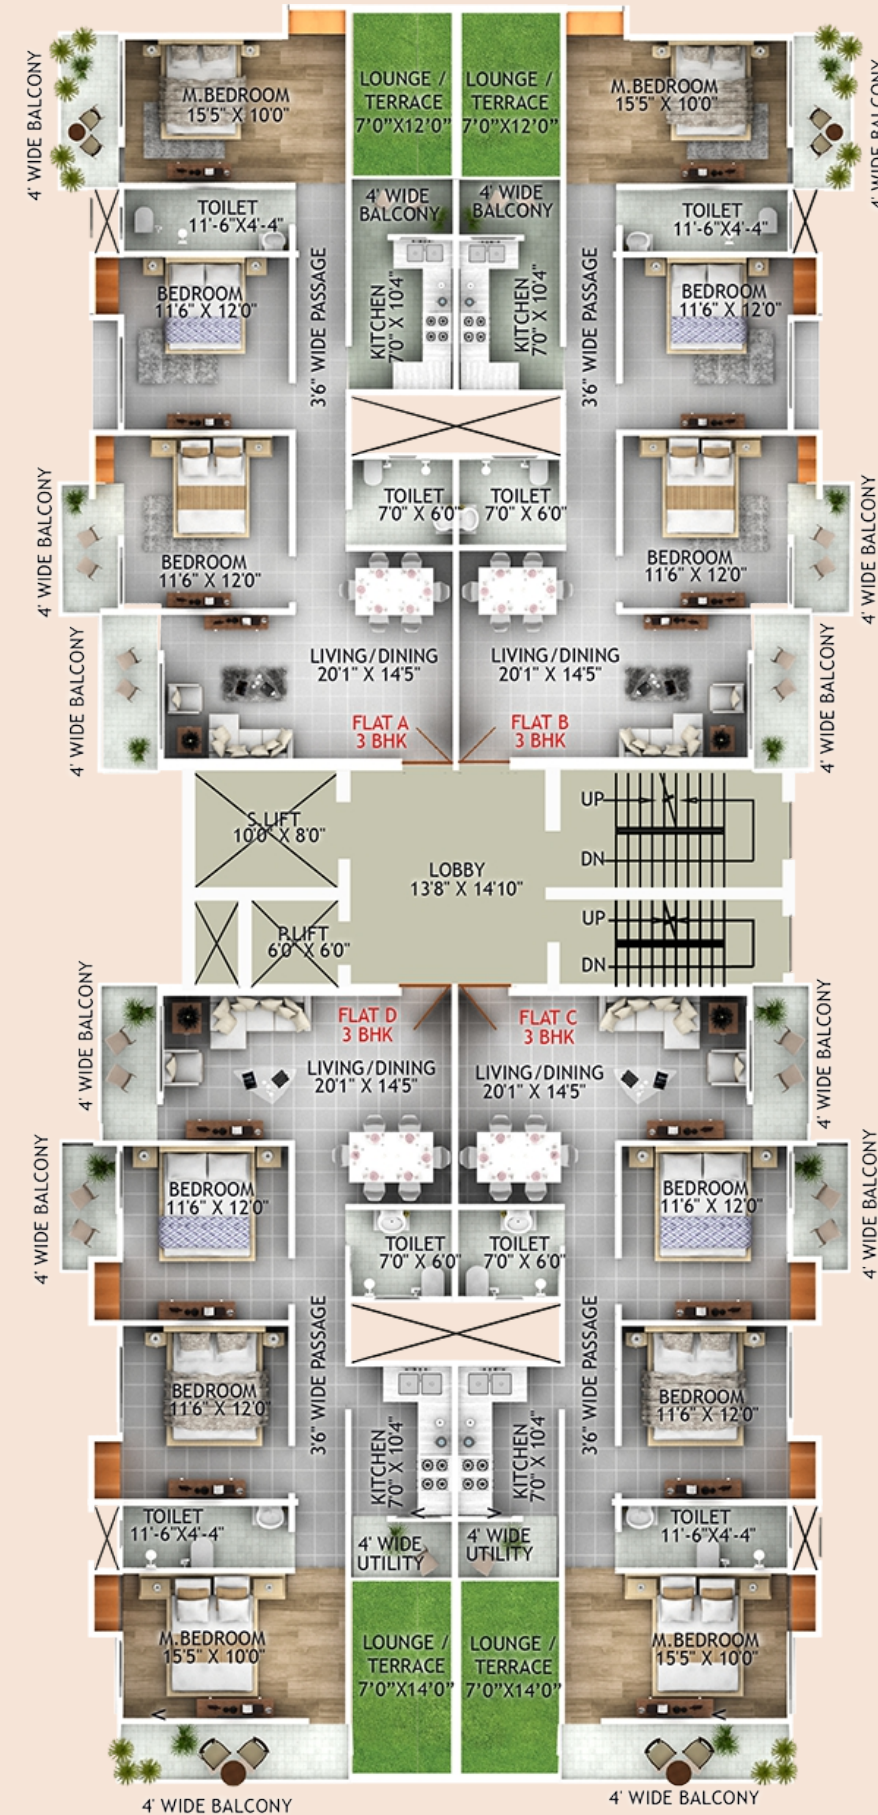 4' WIDE BALCONY
M.BEDROOM
15'5" X 10'0"
LOUNGE /
TERRACE
7'0"X12'0"
LOUNGE /
TERRACE
7'0"X12'0"
M.BEDROOM
15'5" X 10'0"
4' WIDE BALCONY
TOILET
11'-6"X4'-4"
4' WIDE
BALCONY
4' WIDE
BALCONY
TOILET
11'-6"X4'-4"
BEDROOM
11'6" X 12'0"
3'6" WIDE PASSAGE
KITCHEN
7'0" X 10'4"
KITCHEN
7'0" X 10'4"
3'6" WIDE PASSAGE
BEDROOM
11'6" X 12'0"
4' WIDE BALCONY
BEDROOM
11'6" X 12'0"
TOILET
7'0" X 6'0"
TOILET
7'0" X 6'0"
BEDROOM
11'6" X 12'0"
4' WIDE BALCONY
4' WIDE BALCONY
LIVING/DINING
20'1" X 14'5"
LIVING/DINING
20'1" X 14'5"
4' WIDE BALCONY
FLAT A
3 BHK
FLAT B
3 BHK
S.LIFT
10'0" X 8'0"
LOBBY
13'8" X 14'10"
UP
DN
P.LIFT
6'0" X 6'0"
UP
DN
4' WIDE BALCONY
FLAT D
3 BHK
FLAT C
3 BHK
4' WIDE BALCONY
LIVING/DINING
20'1" X 14'5"
LIVING/DINING
20'1" X 14'5"
4' WIDE BALCONY
BEDROOM
11'6" X 12'0"
TOILET
7'0" X 6'0"
TOILET
7'0" X 6'0"
BEDROOM
11'6" X 12'0"
4' WIDE BALCONY
BEDROOM
11'6" X 12'0"
3'6" WIDE PASSAGE
KITCHEN
7'0" X 10'4"
KITCHEN
7'0" X 10'4"
3'6" WIDE PASSAGE
BEDROOM
11'6" X 12'0"
TOILET
11'-6"X4'-4"
4' WIDE
UTILITY
4' WIDE
UTILITY
TOILET
11'-6"X4'-4"
M.BEDROOM
15'5" X 10'0"
LOUNGE /
TERRACE
7'0"X14'0"
LOUNGE /
TERRACE
7'0"X14'0"
M.BEDROOM
15'5" X 10'0"
4' WIDE BALCONY
4' WIDE BALCONY